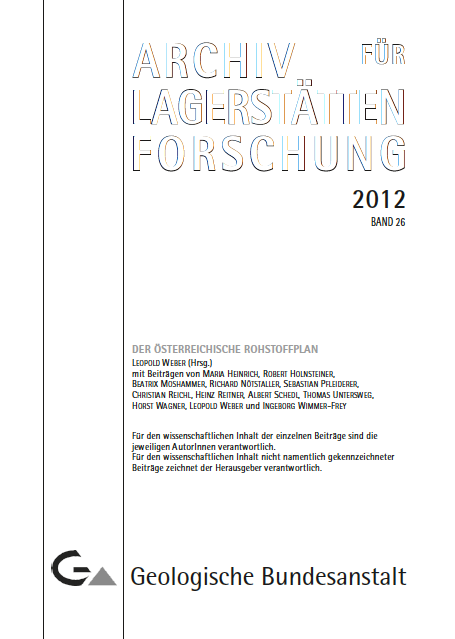 ARCHIV FÜR
LAGERSTÄTTEN
FORSCHUNG
2012
BAND 26
DER ÖSTERREICHISCHE ROHSTOFFPLAN
LEOPOLD WEBER (Hrsg.)
mit Beiträgen von MARIA HEINRICH, ROBERT HOLNSTEINER,
BEATRIX MOSHAMMER, RICHARD NÖTSTALLER, SEBASTIAN PFLEIDERER,
CHRISTIAN REICHL, HEINZ REITNER, ALBERT SCHEDL, THOMAS UNTERSWEG,
HORST WAGNER, LEOPOLD WEBER und INGEBORG WIMMER-FREY
Für den wissenschaftlichen Inhalt der einzelnen Beiträge sind die
jeweiligen AutorInnen verantwortlich.
Für den wissenschaftlichen Inhalt nicht namentlich gekennzeichneter
Beiträge zeichnet der Herausgeber verantwortlich.
Geologische Bundesanstalt